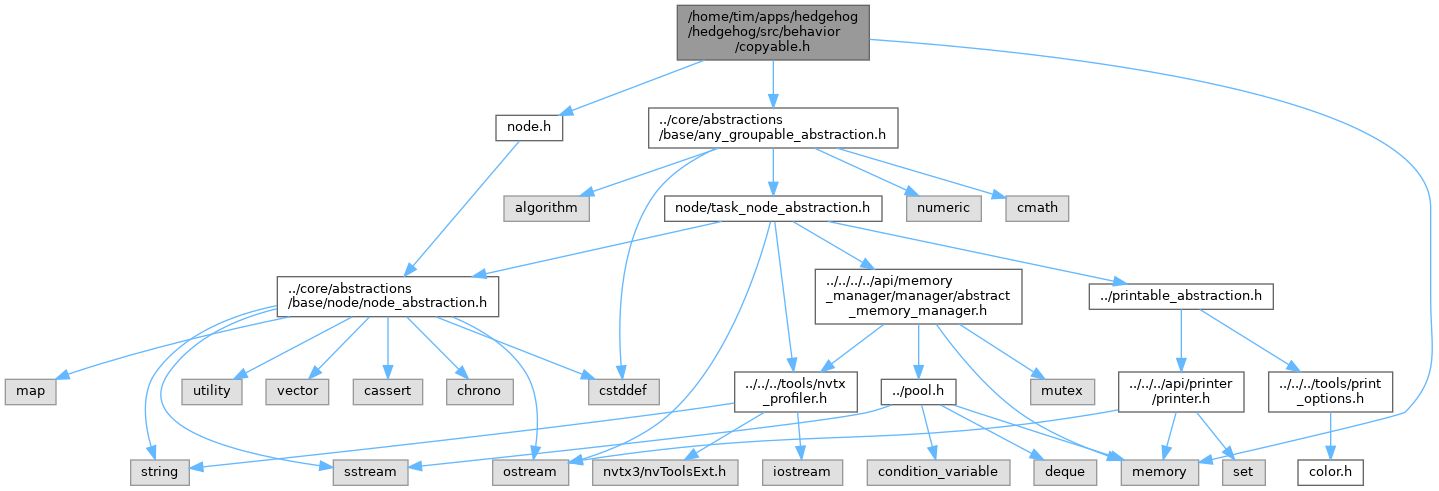 /home/tim/apps/hedgehog
/hedgehog/src/behavior
/copyable.h
node.h
../core/abstractions
/base/any_groupable_abstraction.h
algorithm
node/task_node_abstraction.h
numeric
cmath
../core/abstractions
/base/node/node_abstraction.h
../../../../api/memory
_manager/manager/abstract
_memory_manager.h
../printable_abstraction.h
map
utility
vector
cassert
chrono
cstddef
../../../tools/nvtx
_profiler.h
../pool.h
mutex
../../../api/printer
/printer.h
../../../tools/print
_options.h
string
sstream
ostream
nvtx3/nvToolsExt.h
iostream
condition_variable
deque
memory
set
color.h